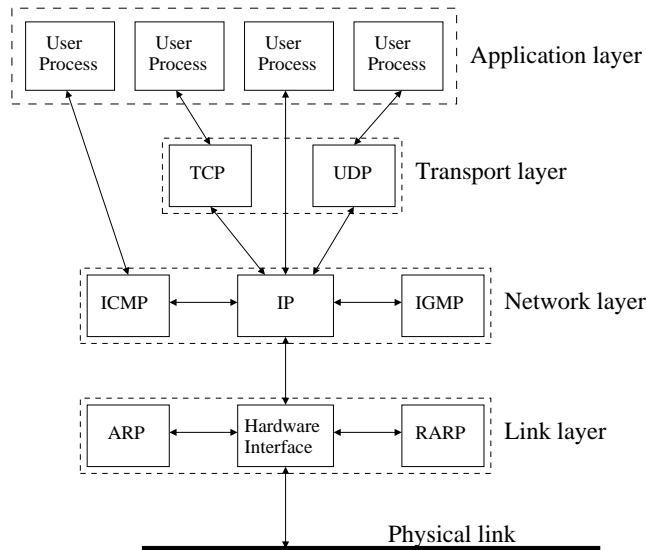 User
Process
User
Process
User
Process
User
Process
Application layer
TCP
UDP
Transport layer
ICMP
IP
IGMP
Network layer
ARP
Hardware
Interface
RARP
Link layer
Physical link